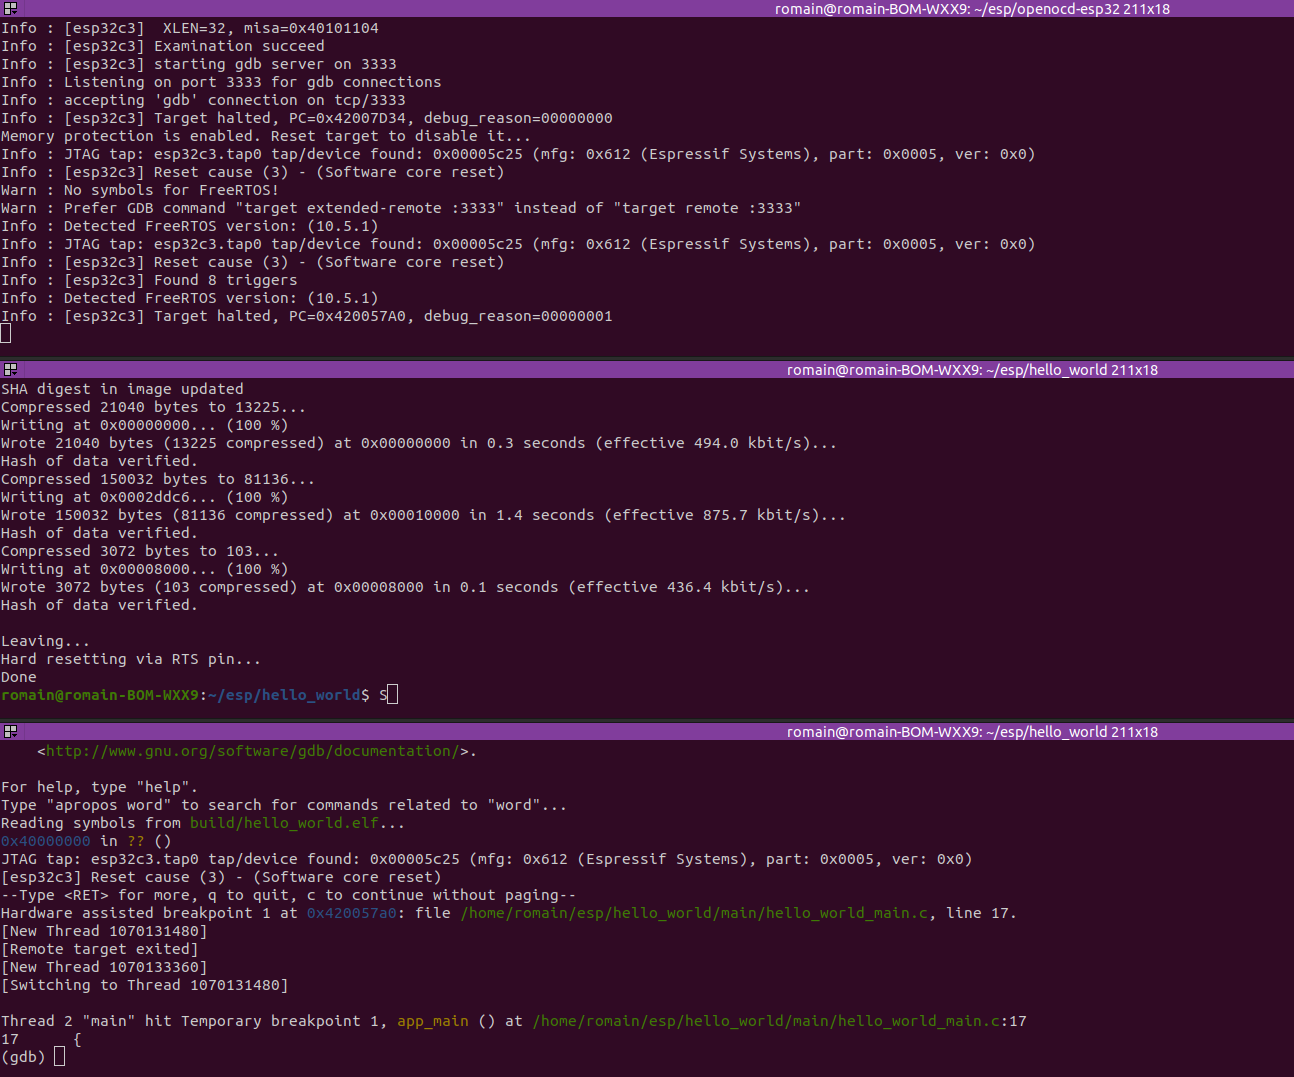 romain@romain-BOM-WXX9: ~/esp/openocd-esp32 211x18
Info : [esp32c3]  XLEN=32, misa=0x40101104
Info : [esp32c3] Examination succeed
Info : [esp32c3] starting gdb server on 3333
Info : Listening on port 3333 for gdb connections
Info : accepting 'gdb' connection on tcp/3333
Info : [esp32c3] Target halted, PC=0x42007D34, debug_reason=00000000
Memory protection is enabled. Reset target to disable it...
Info : JTAG tap: esp32c3.tap0 tap/device found: 0x00005c25 (mfg: 0x612 (Espressif Systems), part: 0x0005, ver: 0x0)
Info : [esp32c3] Reset cause (3) - (Software core reset)
Warn : No symbols for FreeRTOS!
Warn : Prefer GDB command "target extended-remote :3333" instead of "target remote :3333"
Info : Detected FreeRTOS version: (10.5.1)
Info : JTAG tap: esp32c3.tap0 tap/device found: 0x00005c25 (mfg: 0x612 (Espressif Systems), part: 0x0005, ver: 0x0)
Info : [esp32c3] Reset cause (3) - (Software core reset)
Info : [esp32c3] Found 8 triggers
Info : Detected FreeRTOS version: (10.5.1)
Info : [esp32c3] Target halted, PC=0x420057A0, debug_reason=00000001
romain@romain-BOM-WXX9: ~/esp/hello_world 211x18
SHA digest in image updated
Compressed 21040 bytes to 13225...
Writing at 0x00000000... (100 %)
Wrote 21040 bytes (13225 compressed) at 0x00000000 in 0.3 seconds (effective 494.0 kbit/s)...
Hash of data verified.
Compressed 150032 bytes to 81136...
Writing at 0x0002ddc6... (100 %)
Wrote 150032 bytes (81136 compressed) at 0x00010000 in 1.4 seconds (effective 875.7 kbit/s)...
Hash of data verified.
Compressed 3072 bytes to 103...
Writing at 0x00008000... (100 %)
Wrote 3072 bytes (103 compressed) at 0x00008000 in 0.1 seconds (effective 436.4 kbit/s)...
Hash of data verified.

Leaving...
Hard resetting via RTS pin...
Done
romain@romain-BOM-WXX9:~/esp/hello_world$ S
romain@romain-BOM-WXX9: ~/esp/hello_world 211x18
    <http://www.gnu.org/software/gdb/documentation/>.

For help, type "help".
Type "apropos word" to search for commands related to "word"...
Reading symbols from build/hello_world.elf...
0x40000000 in ?? ()
JTAG tap: esp32c3.tap0 tap/device found: 0x00005c25 (mfg: 0x612 (Espressif Systems), part: 0x0005, ver: 0x0)
[esp32c3] Reset cause (3) - (Software core reset)
--Type <RET> for more, q to quit, c to continue without paging--
Hardware assisted breakpoint 1 at 0x420057a0: file /home/romain/esp/hello_world/main/hello_world_main.c, line 17.
[New Thread 1070131480]
[Remote target exited]
[New Thread 1070133360]
[Switching to Thread 1070131480]

Thread 2 "main" hit Temporary breakpoint 1, app_main () at /home/romain/esp/hello_world/main/hello_world_main.c:17
17      {
(gdb)